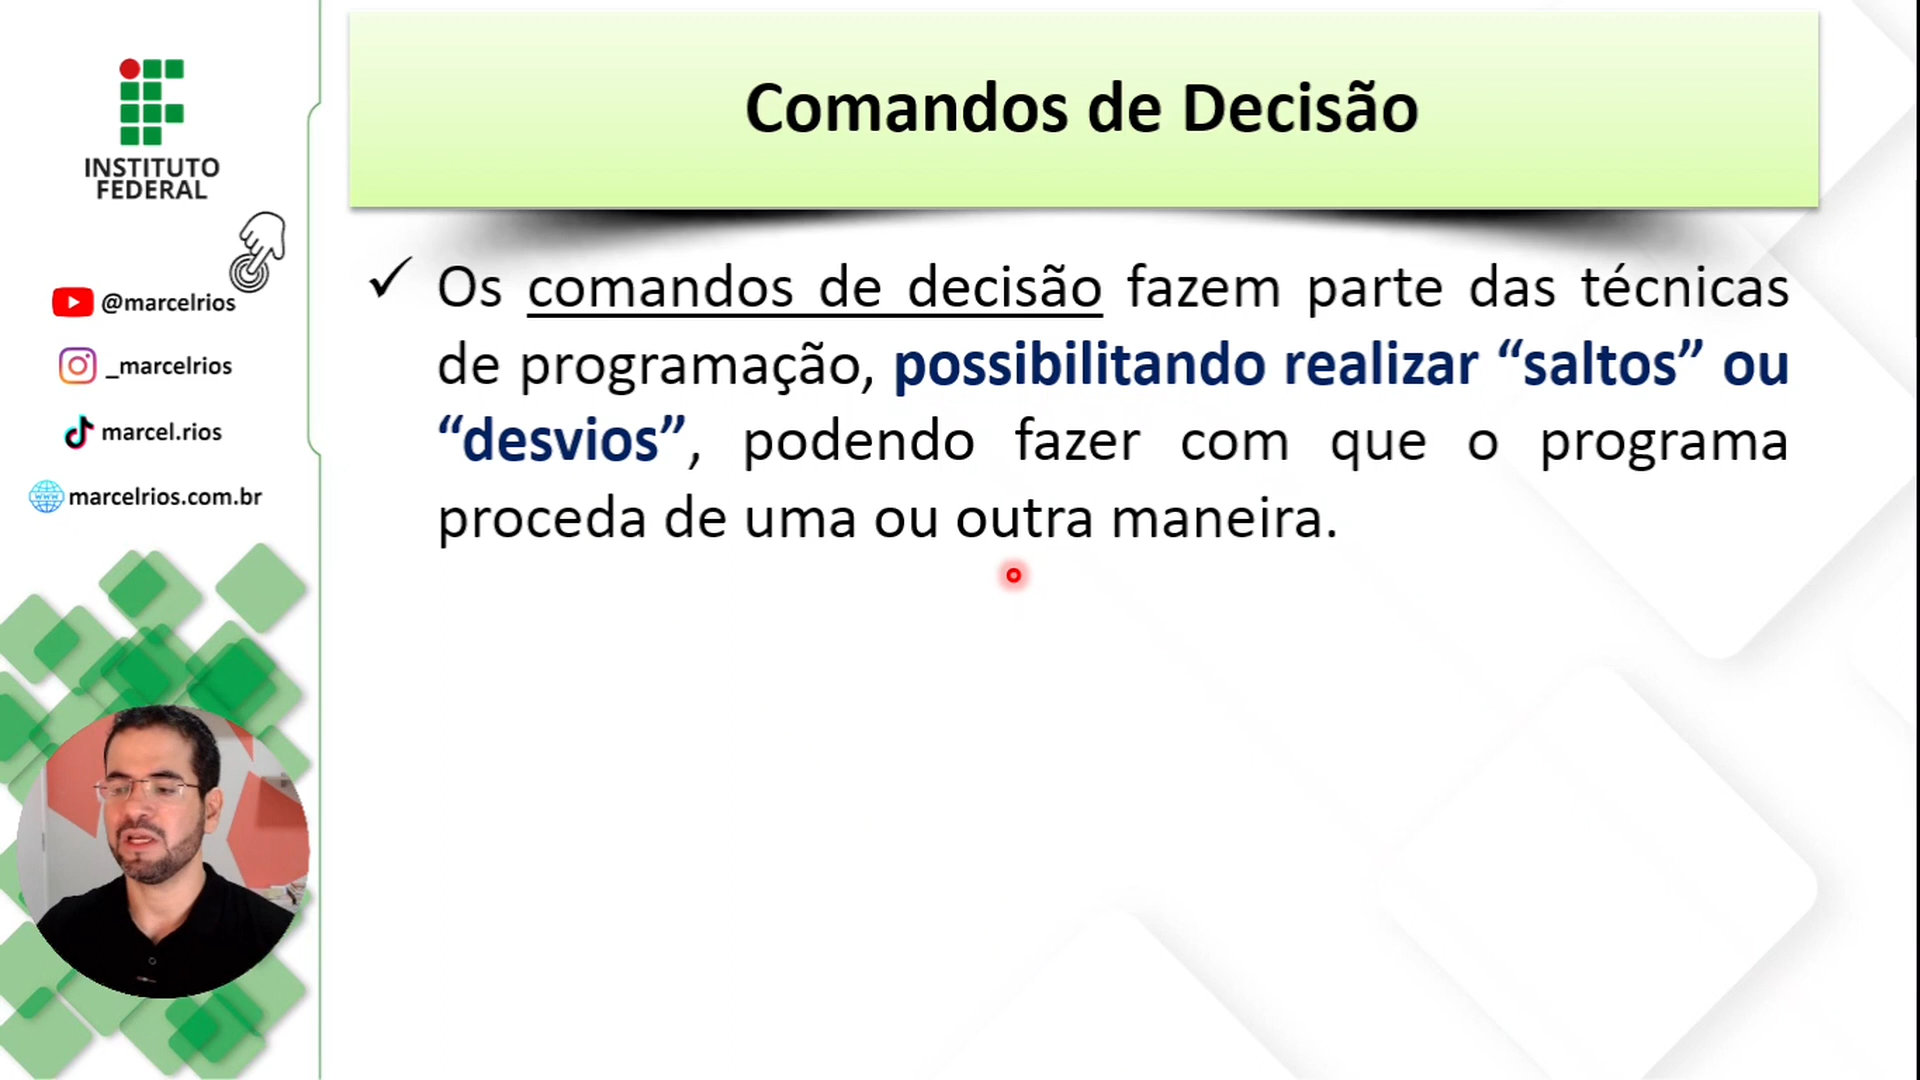 Comandos de Decisão
INSTITUTO
FEDERAL
@marcelrios
_marcelrios
marcel.rios
marcelrios.com.br
✓ Os comandos de decisão fazem parte das técnicas
de programação, possibilitando realizar “saltos” ou
“desvios”, podendo fazer com que o programa
proceda de uma ou outra maneira.